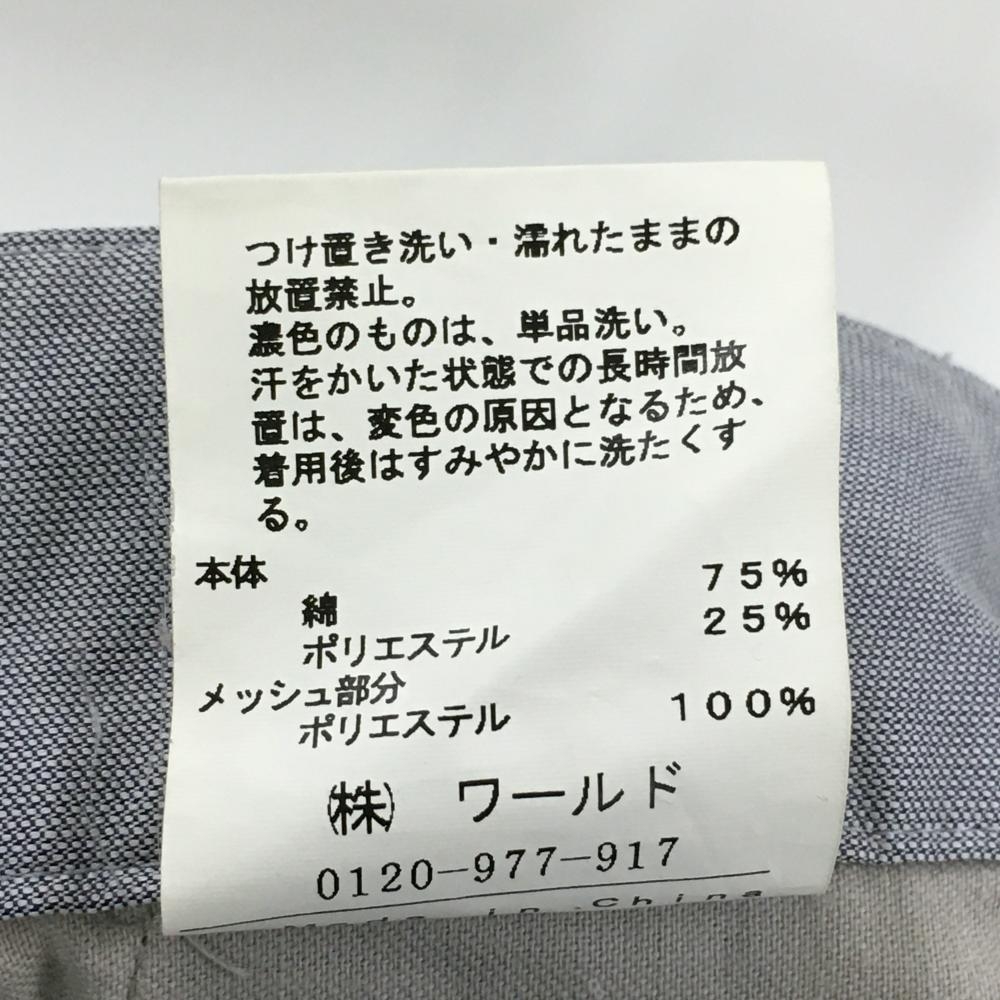 つけ置き洗い・濡れたままの
放置禁止。
濃色のものは、単品洗い。
汗をかいた状態での長時間放
置は、変色の原因となるため、
着用後はすみやかに洗たくす
る。
本体
綿 75%
ポリエステル 25%
メッシュ部分
ポリエステル 100%
㈱ ワールド
0120-977-917
Made in China